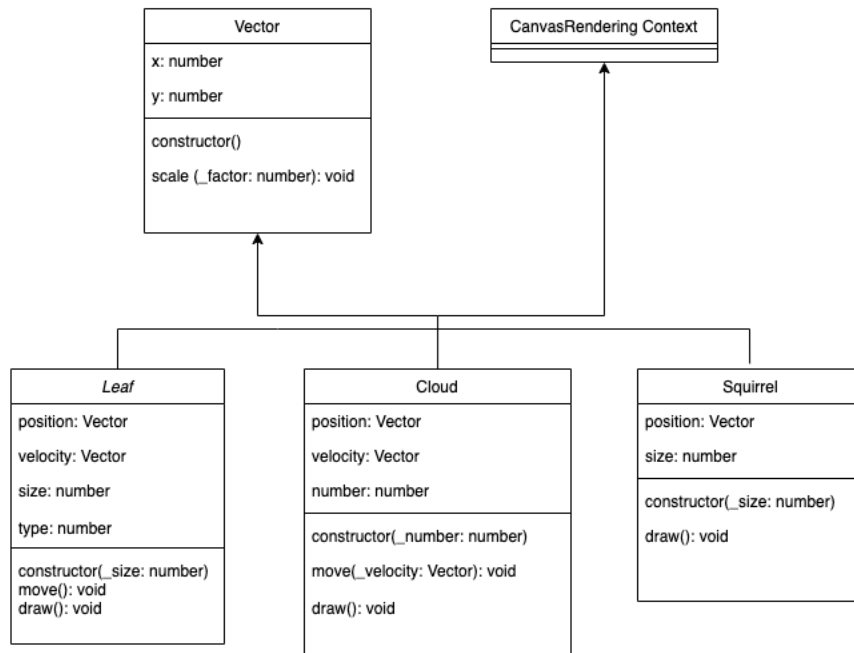 Vector
x: number
y: number
constructor()
scale (_factor: number): void
CanvasRendering Context
Leaf
position: Vector
velocity: Vector
size: number
type: number
constructor(_size: number)
move(): void
draw(): void
Cloud
position: Vector
velocity: Vector
number: number
constructor(_number: number)
move(_velocity: Vector): void
draw(): void
Squirrel
position: Vector
size: number
constructor(_size: number)
draw(): void